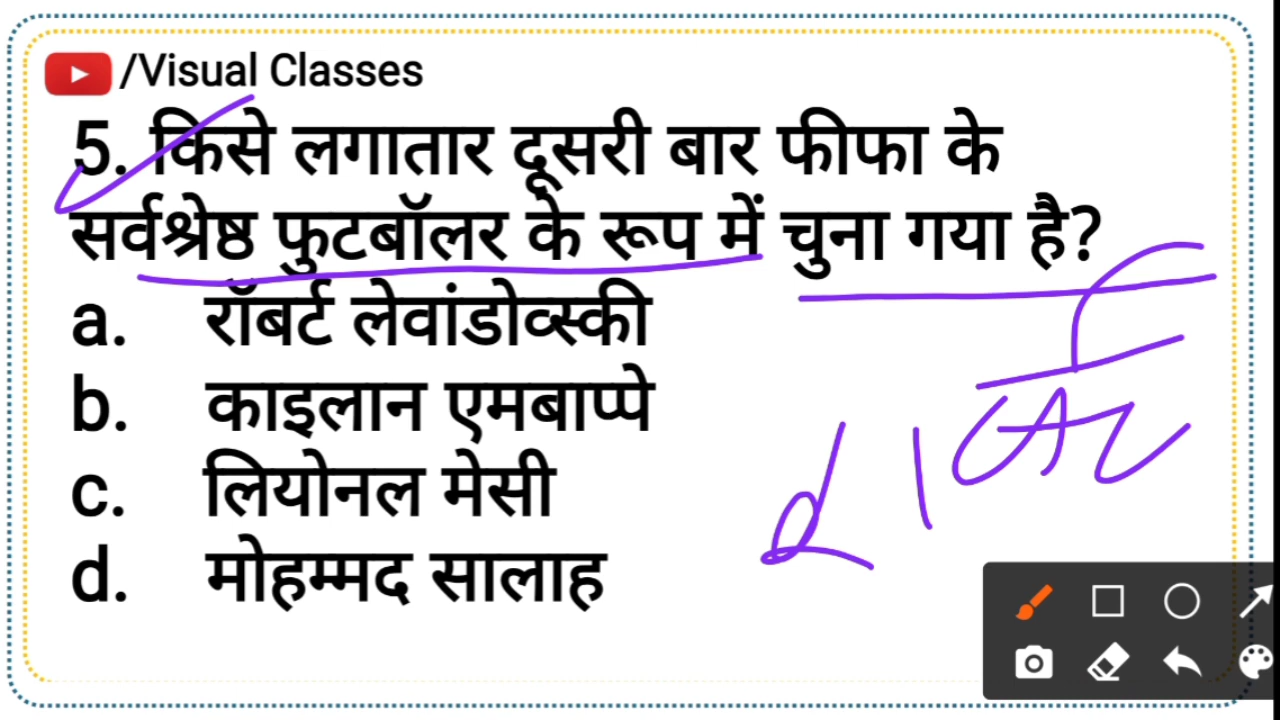 /Visual Classes
5. किसे लगातार दूसरी बार फीफा के
सर्वश्रेष्ठ फुटबॉलर के रूप में चुना गया है?
a. रॉबर्ट लेवांडोव्स्की
b. काइलान एमबाप्पे
c. लियोनल मेसी
d. मोहम्मद सालाह